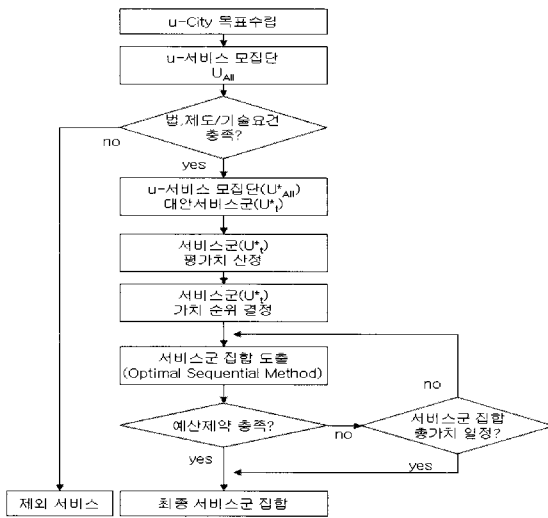 u-City 목표수립
u-서비스 모집단
U_All
법,제도/기술요건
충족?
no
yes
u-서비스 모집단(U*_All)
대안서비스군(U*_t)
서비스군(U*_t)
평가치 산정
서비스군(U*_t)
가치 순위 결정
서비스군 집합 도출
(Optimal Sequential Method)
no
예산제약 충족?
no
서비스군 집합
총가치 일정?
yes
yes
제외 서비스
최종 서비스군 집합